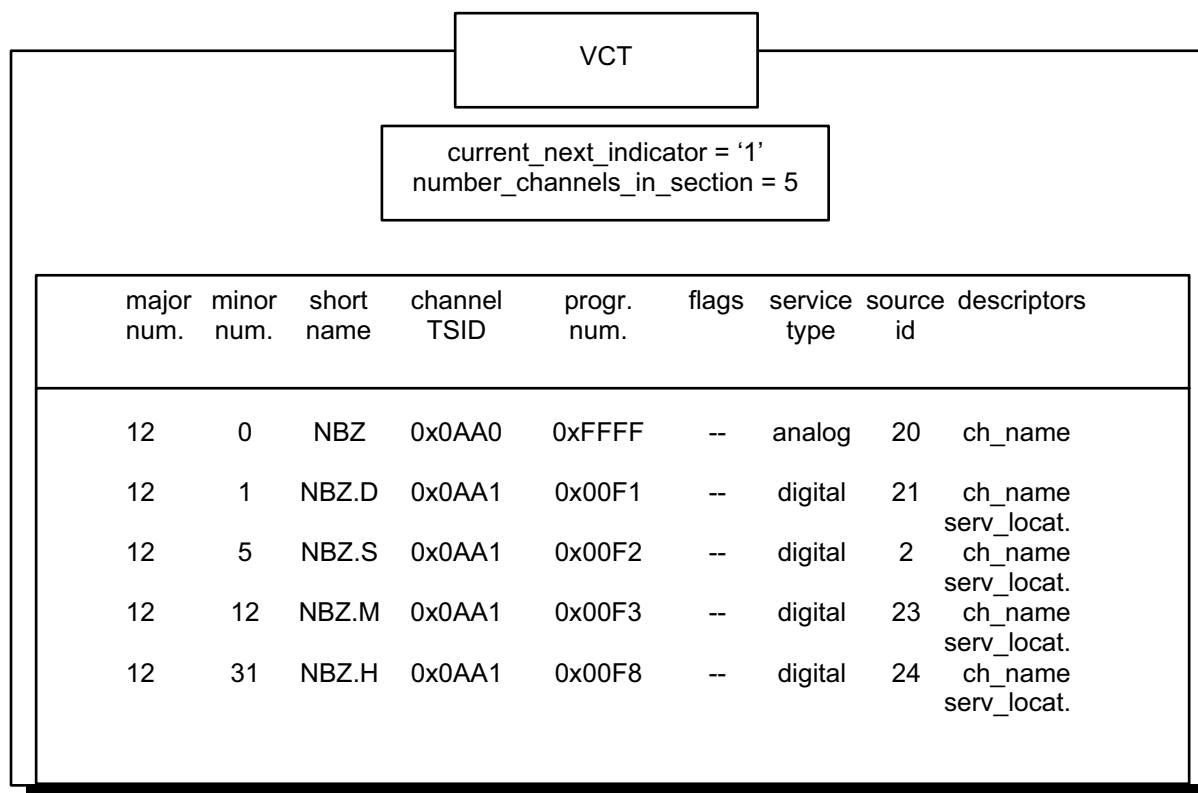 VCT
current_next_indicator = ‘1’
number_channels_in_section = 5
major minor short channel progr. flags service source descriptors
num. num. name TSID num. type id
12 0 NBZ 0x0AA0 0xFFFF -- analog 20 ch_name
12 1 NBZ.D 0x0AA1 0x00F1 -- digital 21 ch_name
serv_locat.
12 5 NBZ.S 0x0AA1 0x00F2 -- digital 2 ch_name
serv_locat.
12 12 NBZ.M 0x0AA1 0x00F3 -- digital 23 ch_name
serv_locat.
12 31 NBZ.H 0x0AA1 0x00F8 -- digital 24 ch_name
serv_locat.